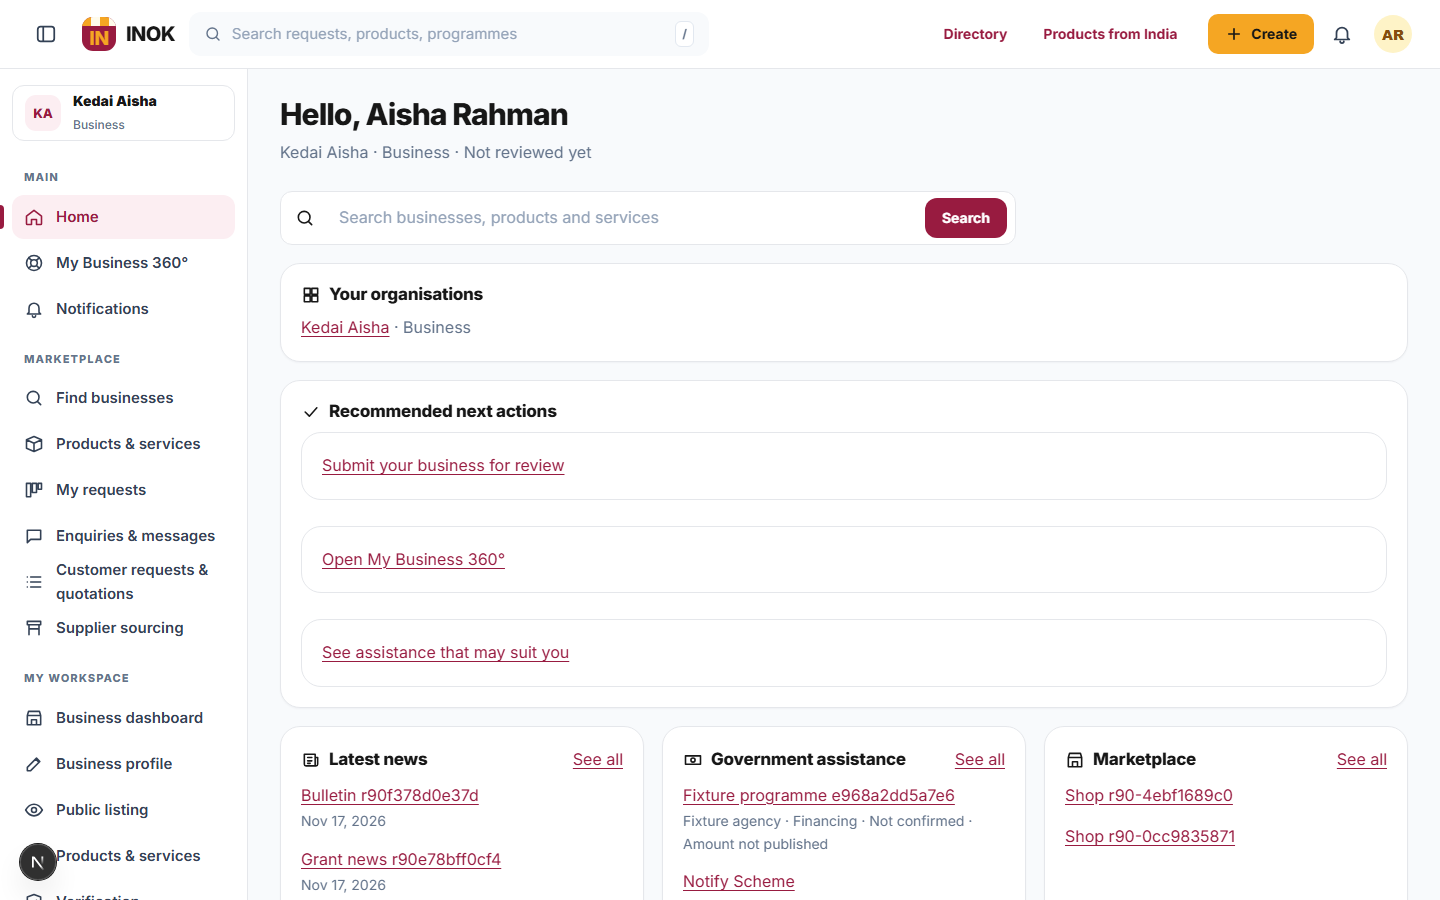 IN INOK
Search requests, products, programmes
/
Directory
Products from India
Create
AR
KA
Kedai Aisha
Business
MAIN
Home
My Business 360°
Notifications
MARKETPLACE
Find businesses
Products & services
My requests
Enquiries & messages
Customer requests &
quotations
Supplier sourcing
MY WORKSPACE
Business dashboard
Business profile
Public listing
Products & services
N
Verification
Hello, Aisha Rahman
Kedai Aisha · Business · Not reviewed yet
Search businesses, products and services
Search
Your organisations
Kedai Aisha · Business
Recommended next actions
Submit your business for review
Open My Business 360°
See assistance that may suit you
Latest news
See all
Bulletin r90f378d0e37d
Nov 17, 2026
Grant news r90e78bff0cf4
Nov 17, 2026
Government assistance
See all
Fixture programme e968a2dd5a7e6
Fixture agency · Financing · Not confirmed ·
Amount not published
Notify Scheme
Marketplace
See all
Shop r90-4ebf1689c0
Shop r90-0cc9835871